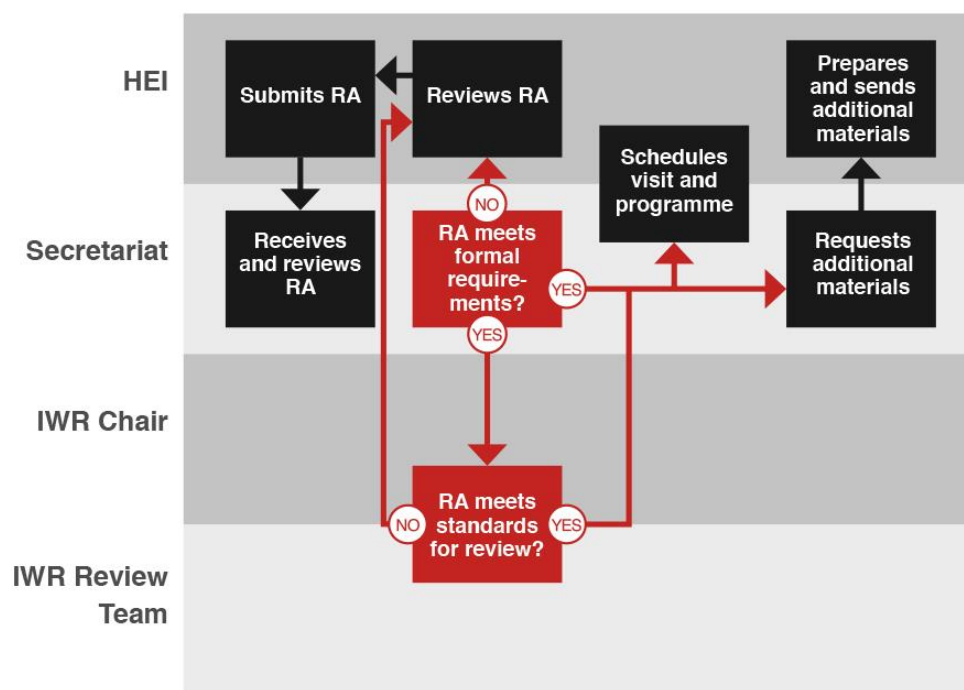 HEI
Submits RA
Reviews RA
Prepares
and sends
additional
materials
Schedules
visit and
programme
Secretariat
Receives
and reviews
RA
NO
RA meets
formal
require-
ments?
YES
YES
Requests
additional
materials
IWR Chair
RA meets
standards
for review?
NO
YES
IWR Review
Team